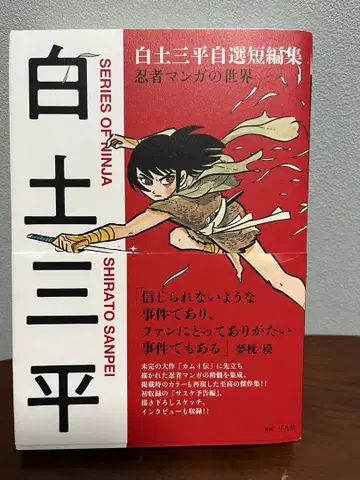 白土三平
SERIES OF NINJA
SHIRATO SANPEI
白土三平自選短編集
忍者マンガの世界
「信じられないような
事件であり、
ファンにとってありがたい
事件でもある」 夢枕 獏
未完の大作「カムイ伝」に先立ち
描かれた忍者マンガの精髄を集成、
掲載時のカラーも再現した至高の傑作集!!
初収録の「サスケ予告編」、
描き下ろしスケッチ、
インタビューも収録!!
平凡社